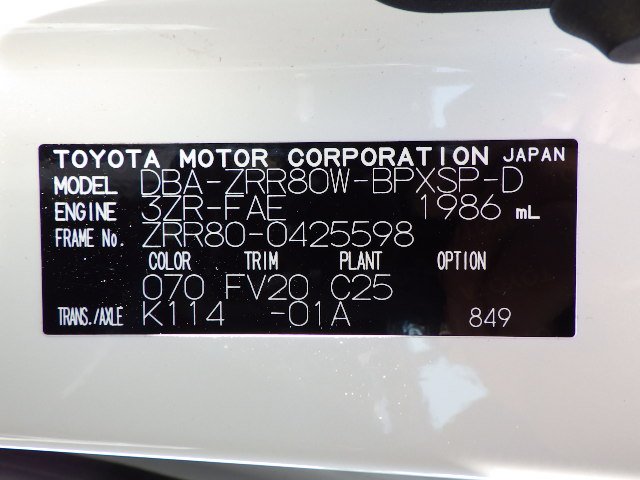 TOYOTA MOTOR CORPORATION JAPAN
MODEL DBA-ZRR80W-BPXSP-D
ENGINE 3ZR-FAE 1986 mL
FRAME No. ZRR80-0425598
COLOR TRIM PLANT OPTION
070 FV20 C25
TRANS./AXLE K114 -01A 849